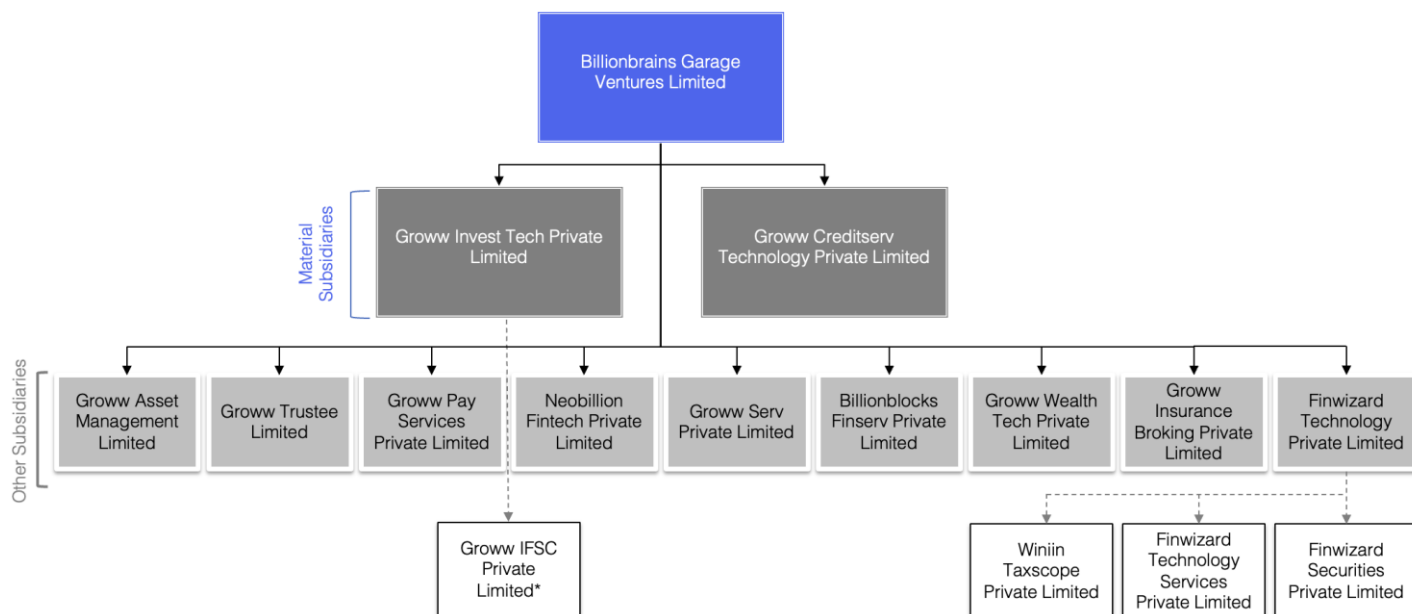 Billionbrains Garage
Ventures Limited
Material
Subsidiaries
Groww Invest Tech Private
Limited
Groww Creditserv
Technology Private Limited
Other Subsidiaries
Groww Asset
Management
Limited
Groww Trustee
Limited
Groww Pay
Services
Private Limited
Neobillion
Fintech Private
Limited
Groww Serv
Private Limited
Billionblocks
Finserv Private
Limited
Groww Wealth
Tech Private
Limited
Groww
Insurance
Broking Private
Limited
Finwizard
Technology
Private Limited
Groww IFSC
Private
Limited*
Winiin
Taxscope
Private Limited
Finwizard
Technology
Services
Private Limited
Finwizard
Securities
Private Limited